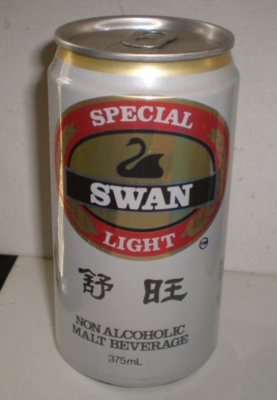 SPECIAL
SWAN
LIGHT
舒旺
NON ALCOHOLIC
MALT BEVERAGE
375mL